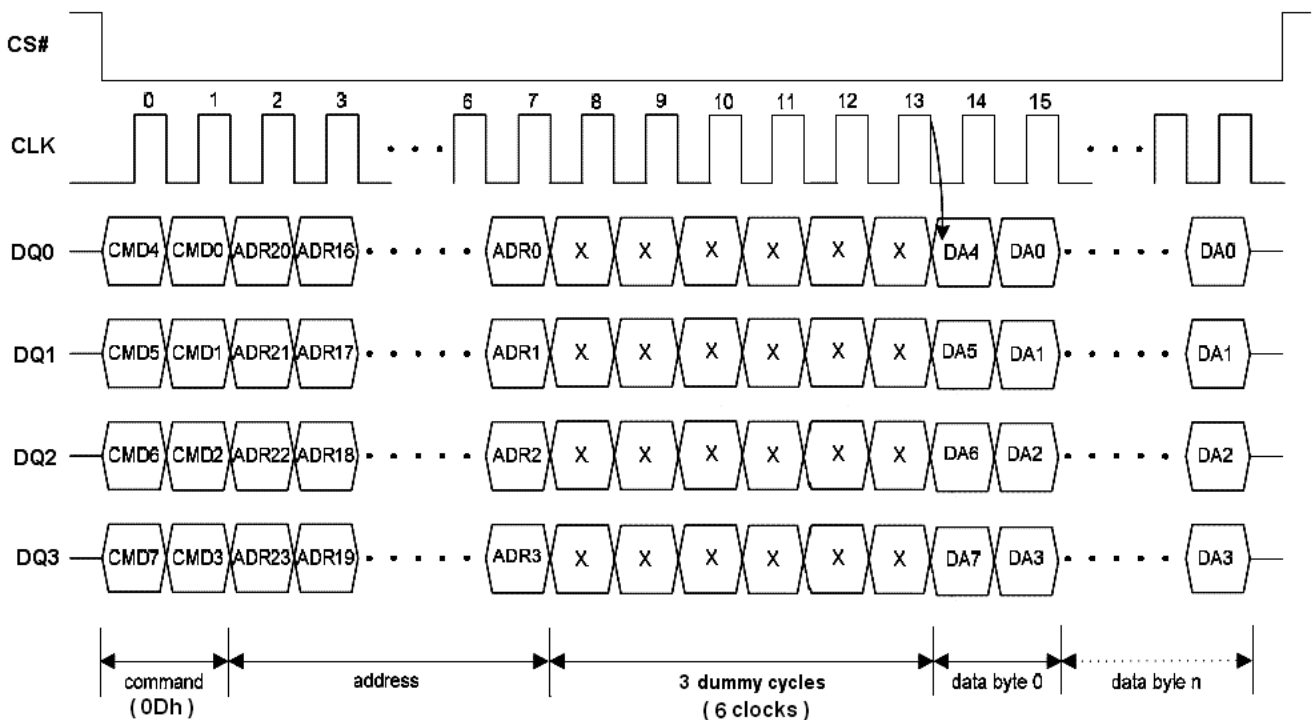 CS#
0 1 2 3 6 7 8 9 10 11 12 13 14 15
CLK
DQ0 CMD4 CMD0 ADR20 ADR16 ADR0 X X X X X X DA4 DA0 DA0
DQ1 CMD5 CMD1 ADR21 ADR17 ADR1 X X X X X X DA5 DA1 DA1
DQ2 CMD6 CMD2 ADR22 ADR18 ADR2 X X X X X X DA6 DA2 DA2
DQ3 CMD7 CMD3 ADR23 ADR19 ADR3 X X X X X X DA7 DA3 DA3
command address 3 dummy cycles data byte 0 data byle n
( 0Dh ) ( 6 clocks )